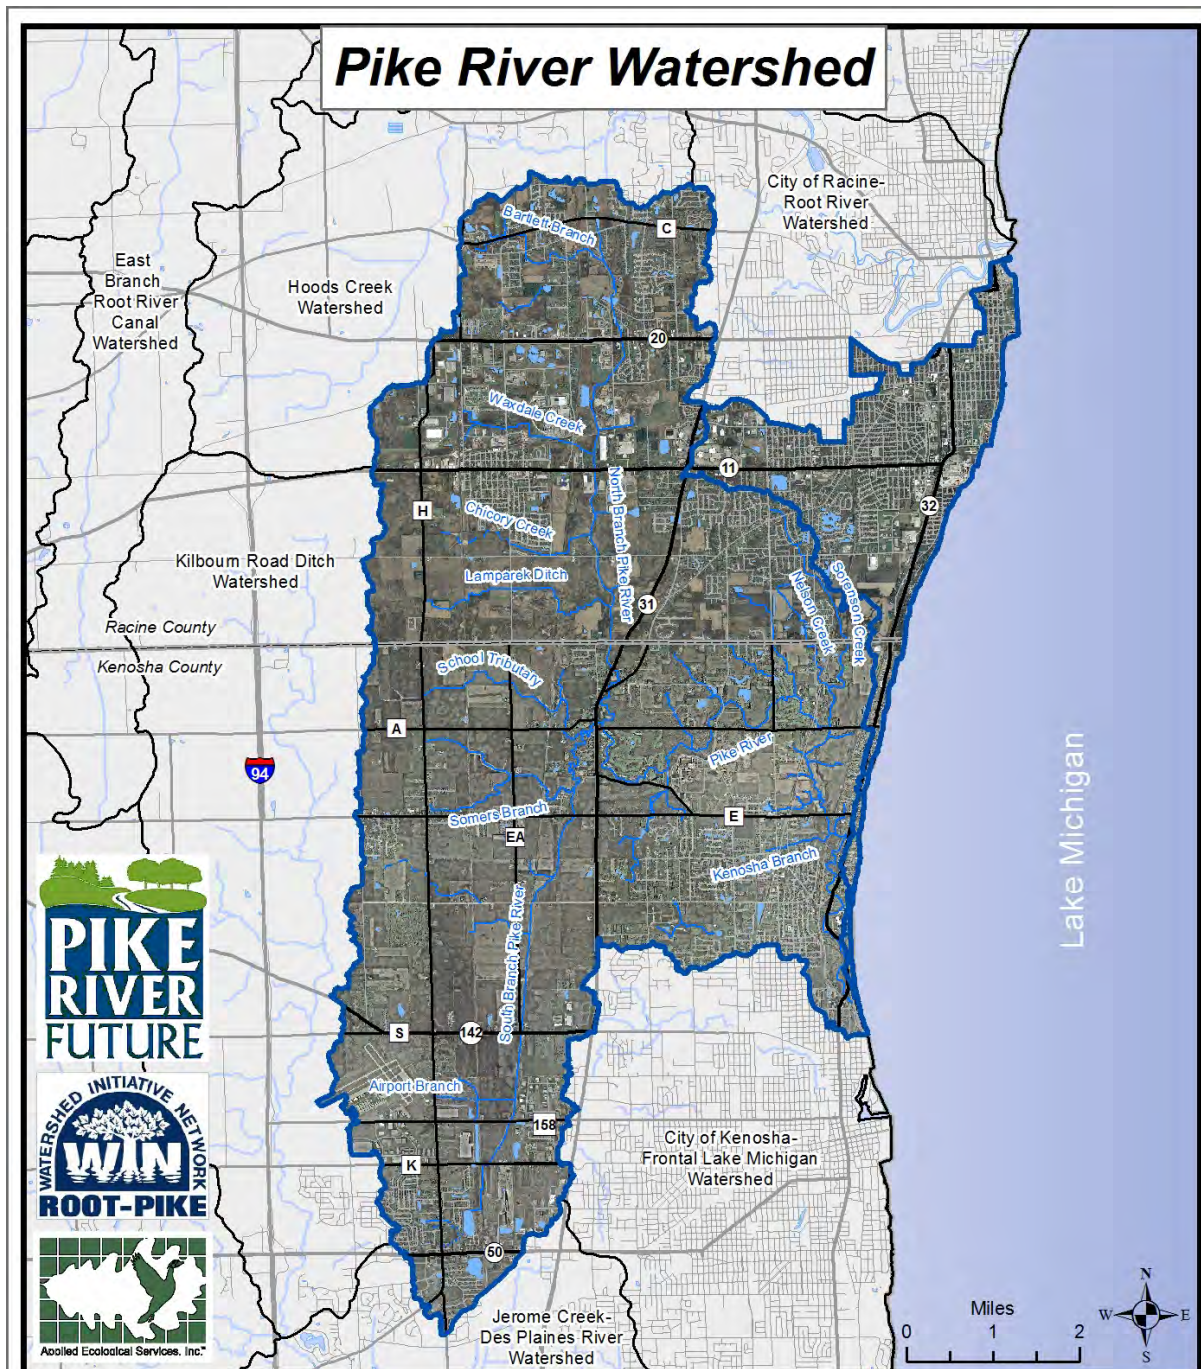 Pike River Watershed
City of Racine-
Root River
Watershed
Bartlett Branch
C
East
Branch
Root River
Canal
Watershed
Hoods Creek
Watershed
20
Waxdale Creek
11
North Branch Pike River
H
32
Chicory Creek
Kilbourn Road Ditch
Watershed
Lamparek Ditch
Nelson Creek
Sorenson Creek
31
Racine County
Kenosha County
School Tributary
A
Pike River
94
Lake Michigan
Somers Branch
E
EA
Kenosha Branch
South Branch Pike River
PIKE
RIVER
FUTURE
S
142
Airport Branch
158
WATERSHED INITIATIVE NETWORK
WIN
ROOT-PIKE
K
City of Kenosha-
Frontal Lake Michigan
Watershed
50
Jerome Creek-
Des Plaines River
Watershed
Applied Ecological Services, Inc.™
Miles
0 1 2
N
W E
S